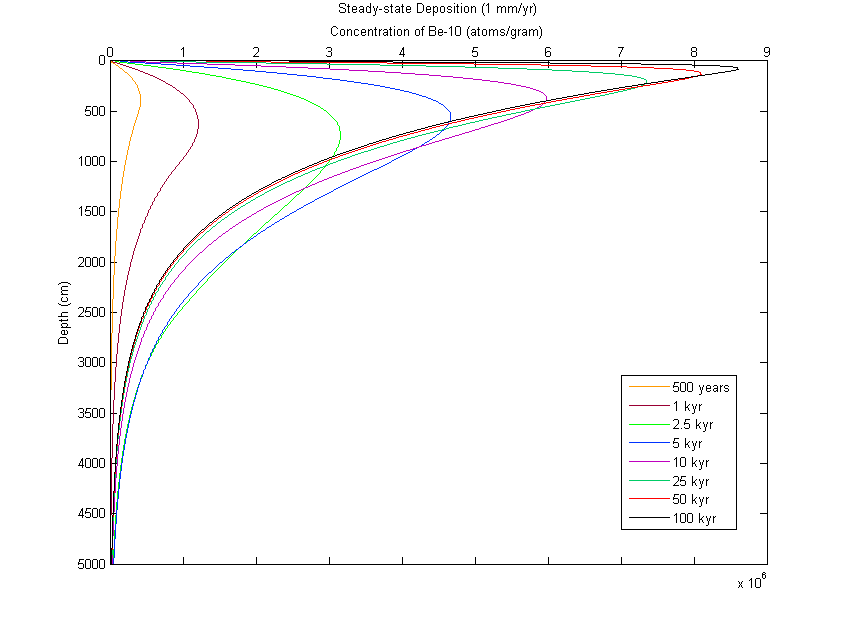 Steady-state Deposition (1 mm/yr)
Concentration of Be-10 (atoms/gram)
0 1 2 3 4 5 6 7 8 9
Depth (cm)
0
500
1000
1500
2000
2500
3000
3500
4000
4500
5000
500 years
1 kyr
2.5 kyr
5 kyr
10 kyr
25 kyr
50 kyr
100 kyr
x 10^6